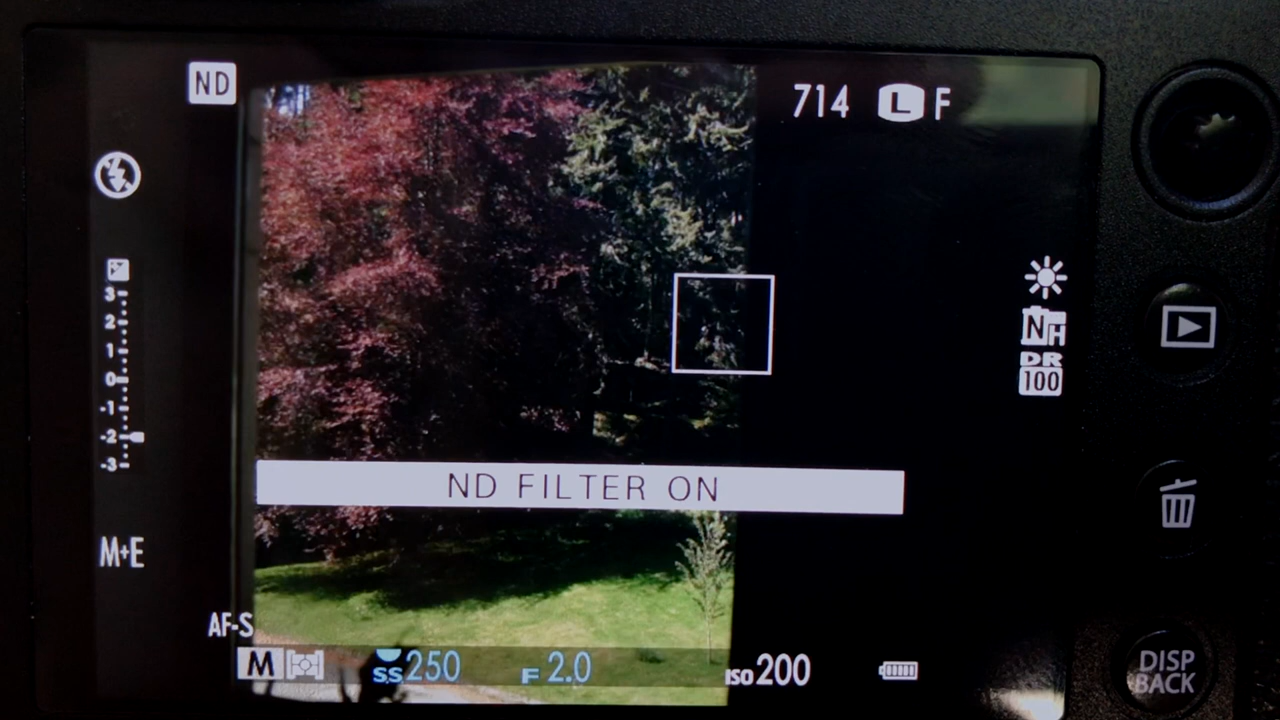 ND
714 L F
3
2
1
0
-1
-2
-3
NH
DR
100
ND FILTER ON
M+E
AF-S
M SS 250 F 2.0 ISO 200
DISP
BACK